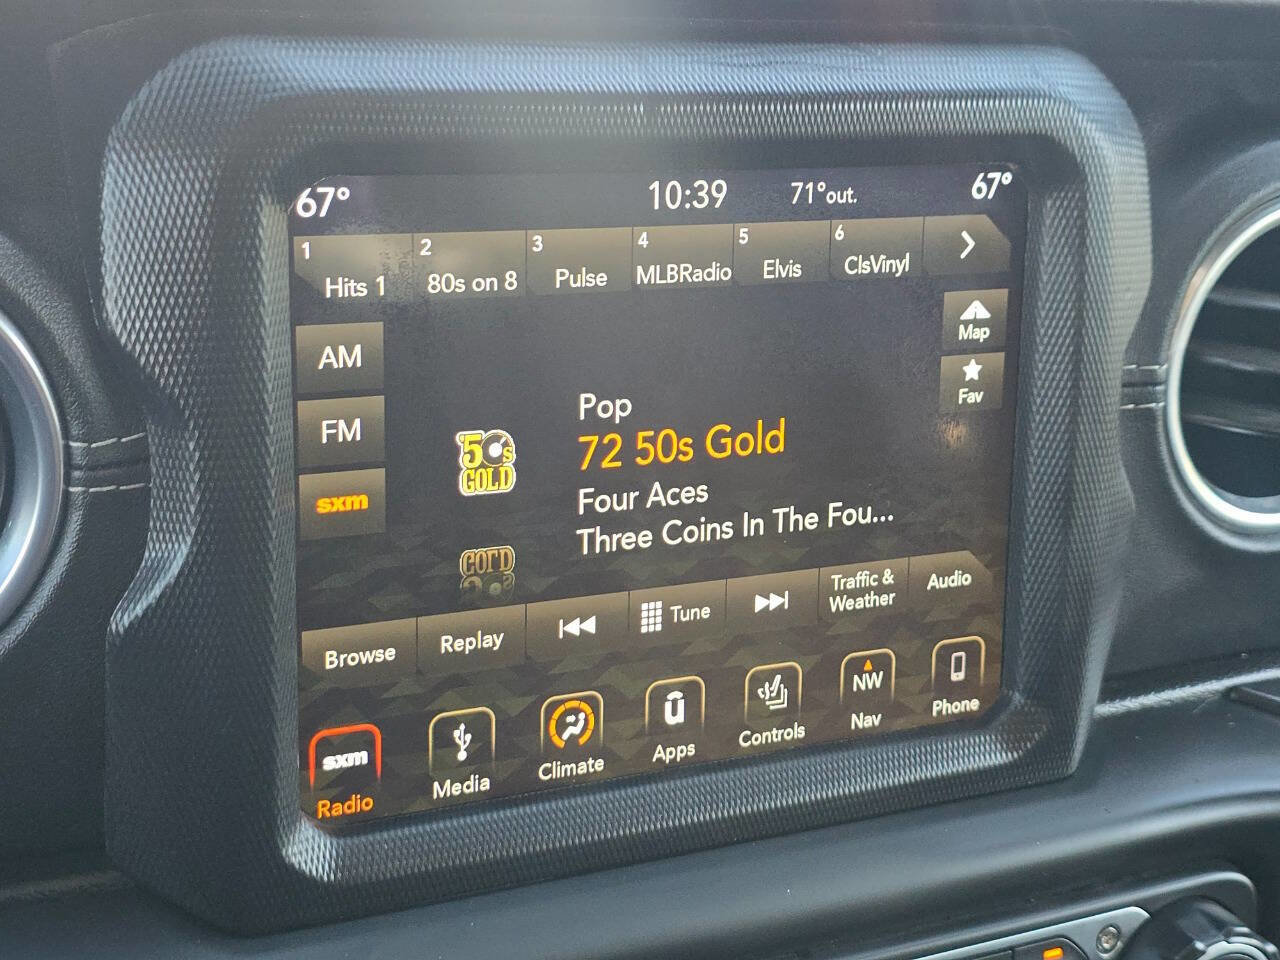 67° 10:39 71°out. 67°
1 2 3 4 5 6
Hits 1 80s on 8 Pulse MLBRadio Elvis ClsVinyl
AM
FM
sxm
Map
Fav
50s
GOLD
Pop
72 50s Gold
Four Aces
Three Coins In The Fou...
Browse Replay Tune Traffic &
Weather Audio
sxm NW
Radio Media Climate Apps Controls Nav Phone